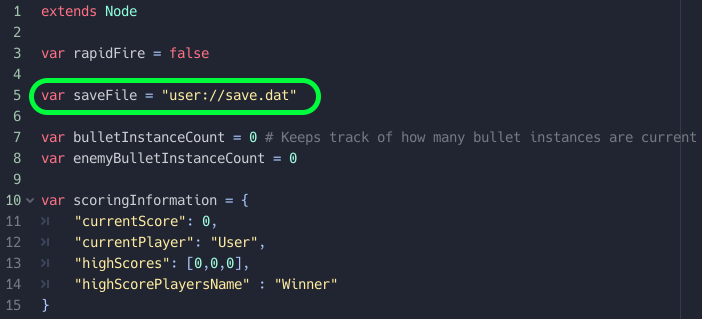 1 extends Node
2
3 var rapidFire = false
4
5 var saveFile = "user://save.dat"
6
7 var bulletInstanceCount = 0 # Keeps track of how many bullet instances are current
8 var enemyBulletInstanceCount = 0
9
10 var scoringInformation = {
11 "currentScore": 0,
12 "currentPlayer": "User",
13 "highScores": [0,0,0],
14 "highScorePlayersName" : "Winner"
15 }